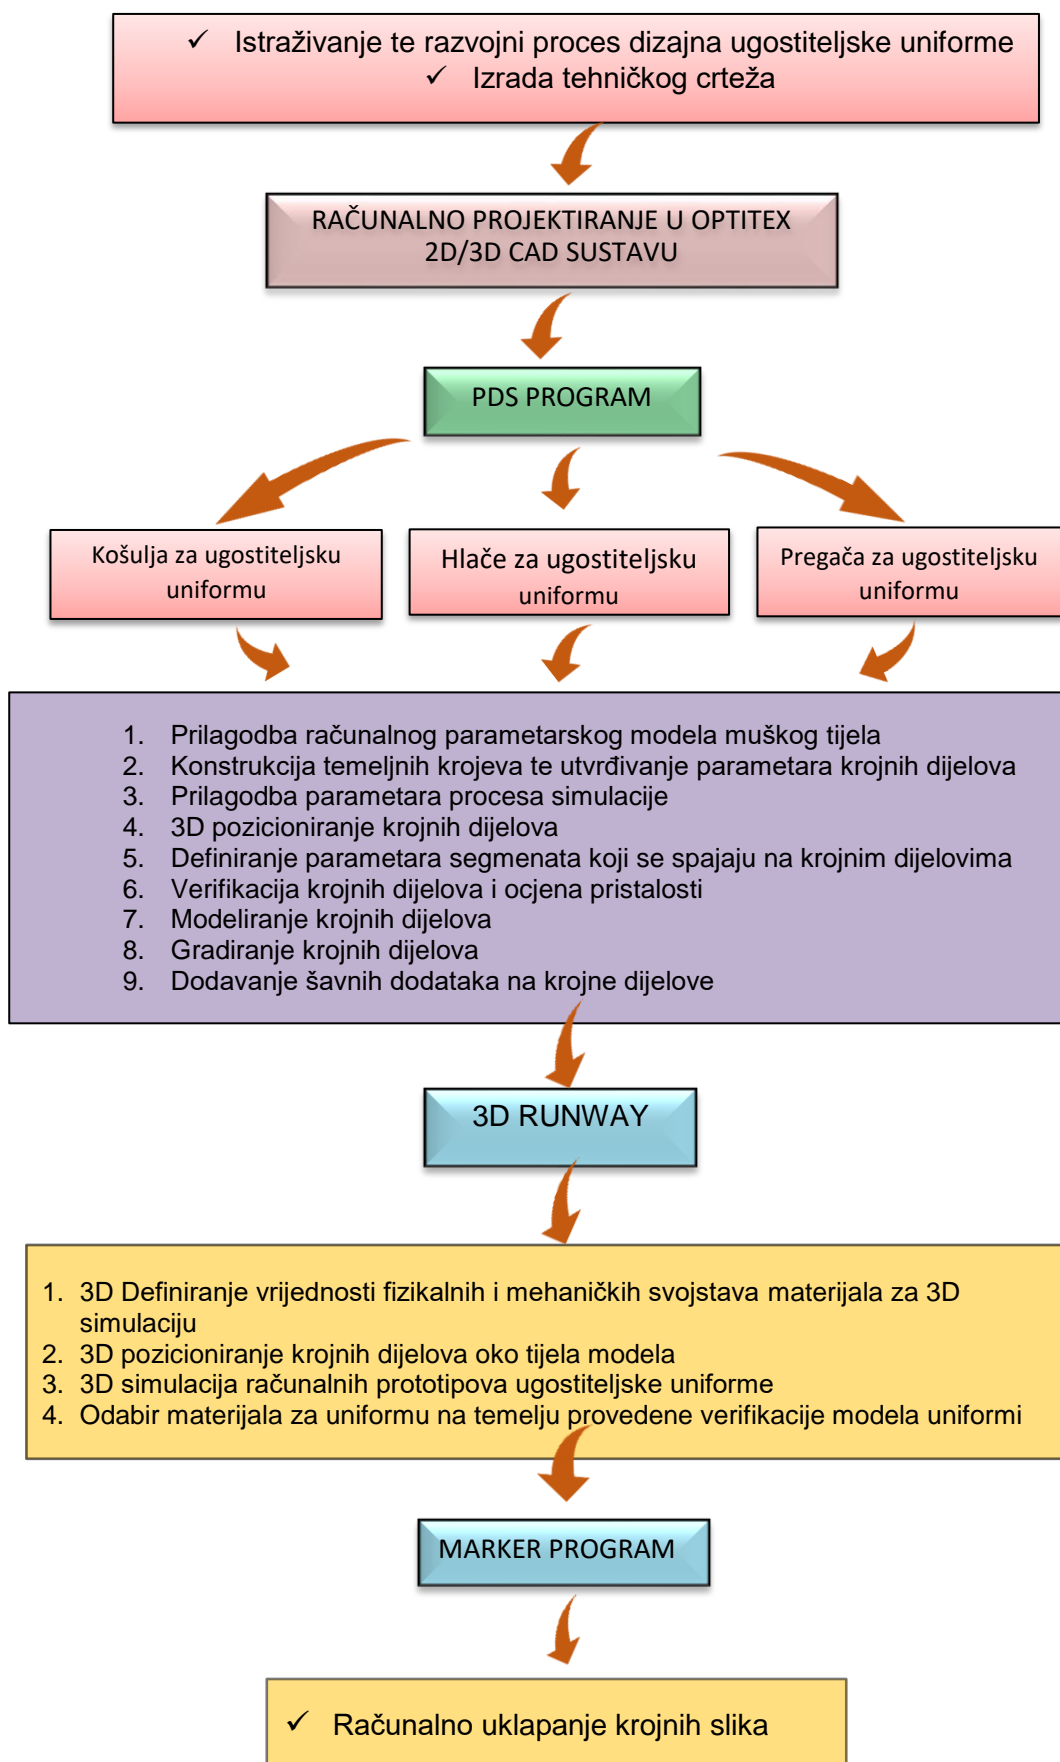 ✓ Istraživanje te razvojni proces dizajna ugostiteljske uniforme
✓ Izrada tehničkog crteža
RAČUNALNO PROJEKTIRANJE U OPTITEX
2D/3D CAD SUSTAVU
PDS PROGRAM
Košulja za ugostiteljsku
uniformu
Hlače za ugostiteljsku
uniformu
Pregača za ugostiteljsku
uniformu
1. Prilagodba računalnog parametarskog modela muškog tijela
2. Konstrukcija temeljnih krojeva te utvrđivanje parametara krojnih dijelova
3. Prilagodba parametara procesa simulacije
4. 3D pozicioniranje krojnih dijelova
5. Definiranje parametara segmenata koji se spajaju na krojnim dijelovima
6. Verifikacija krojnih dijelova i ocjena pristalosti
7. Modeliranje krojnih dijelova
8. Gradiranje krojnih dijelova
9. Dodavanje šavnih dodataka na krojne dijelove
3D RUNWAY
1. 3D Definiranje vrijednosti fizikalnih i mehaničkih svojstava materijala za 3D
simulaciju
2. 3D pozicioniranje krojnih dijelova oko tijela modela
3. 3D simulacija računalnih prototipova ugostiteljske uniforme
4. Odabir materijala za uniformu na temelju provedene verifikacije modela uniformi
MARKER PROGRAM
✓ Računalno uklapanje krojnih slika